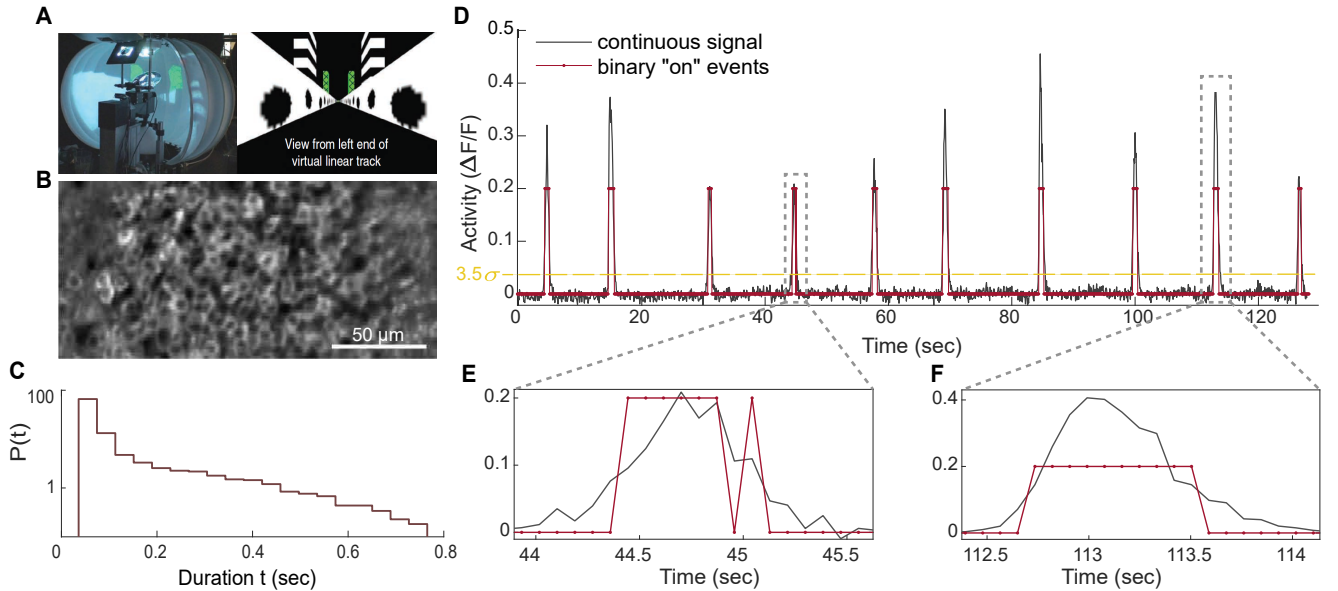 A
View from left end of
virtual linear track
B
50 μm
C
P(t)
100
1
0
0.2
0.4
0.6
0.8
Duration t (sec)
D
Activity (ΔF/F)
0.5
0.4
0.3
0.2
0.1
0
3.5σ
continuous signal
binary "on" events
0
20
40
60
80
100
120
Time (sec)
E
0.2
0.1
0
44
44.5
45
45.5
Time (sec)
F
0.4
0.2
0
112.5
113
113.5
114
Time (sec)